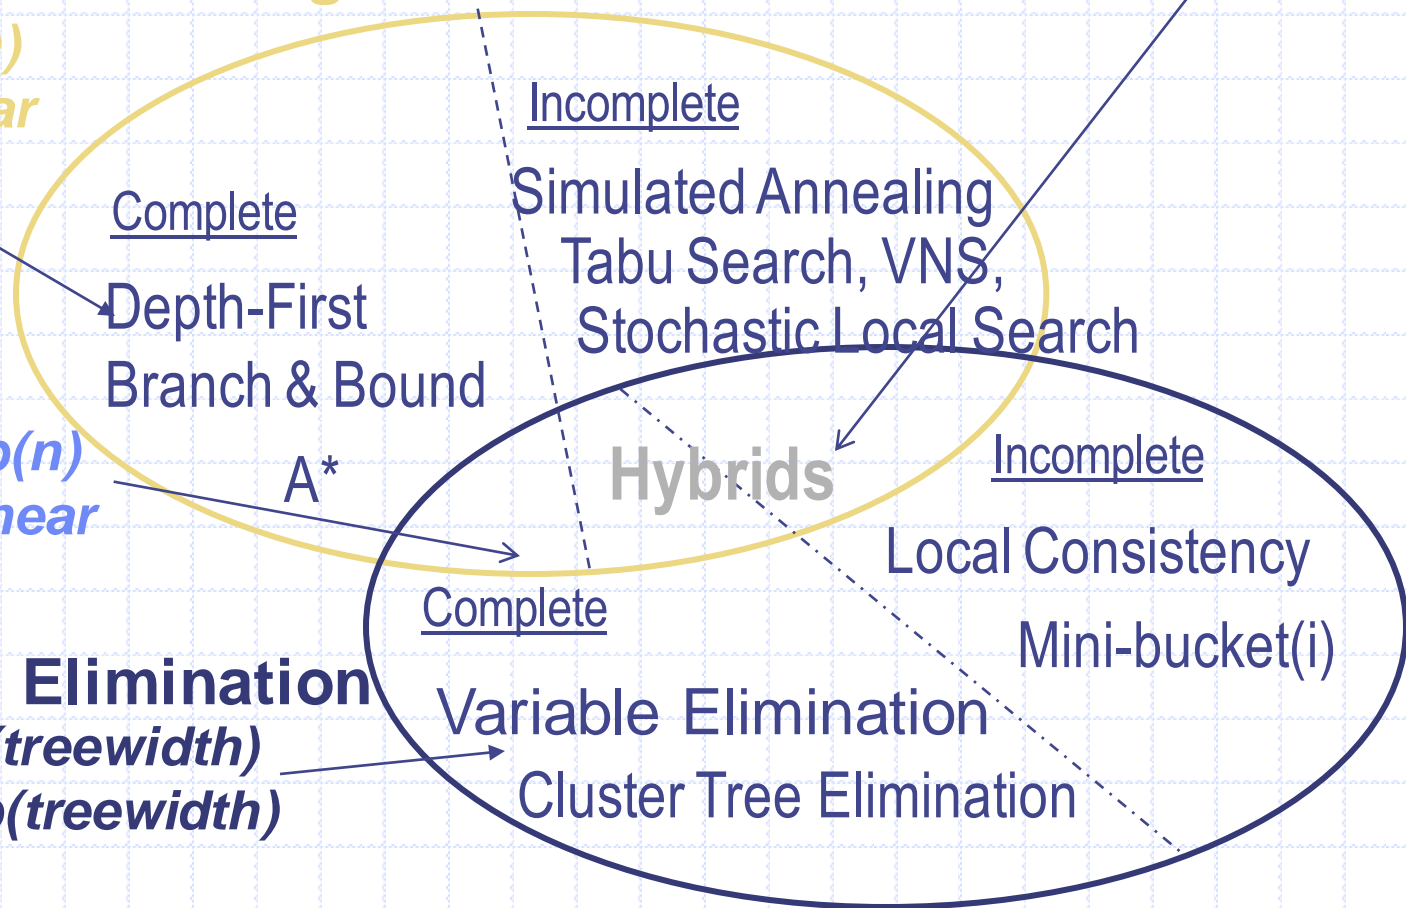 Incomplete
Simulated Annealing
Tabu Search, VNS,
Stochastic Local Search
Complete
Depth-First
Branch & Bound
A*
Hybrids
Incomplete
Local Consistency
Mini-bucket(i)
Complete
Elimination
(treewidth)
(treewidth)
Variable Elimination
Cluster Tree Elimination